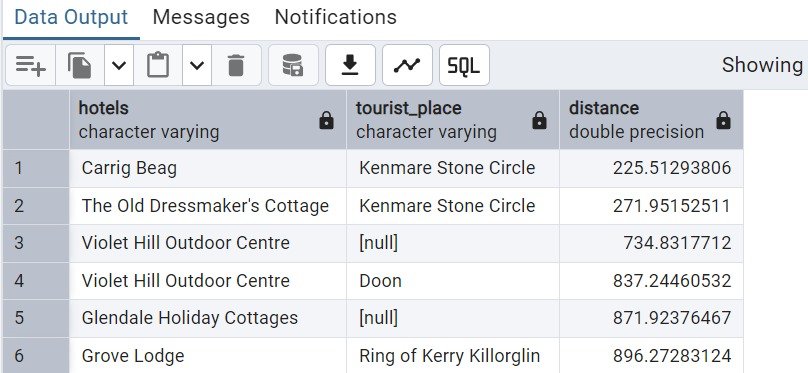 Data Output Messages Notifications
SQL Showing
hotels tourist_place distance
character varying character varying double precision
1 Carrig Beag Kenmare Stone Circle 225.51293806
2 The Old Dressmaker's Cottage Kenmare Stone Circle 271.95152511
3 Violet Hill Outdoor Centre [null] 734.8317712
4 Violet Hill Outdoor Centre Doon 837.24460532
5 Glendale Holiday Cottages [null] 871.92376467
6 Grove Lodge Ring of Kerry Killorglin 896.27283124